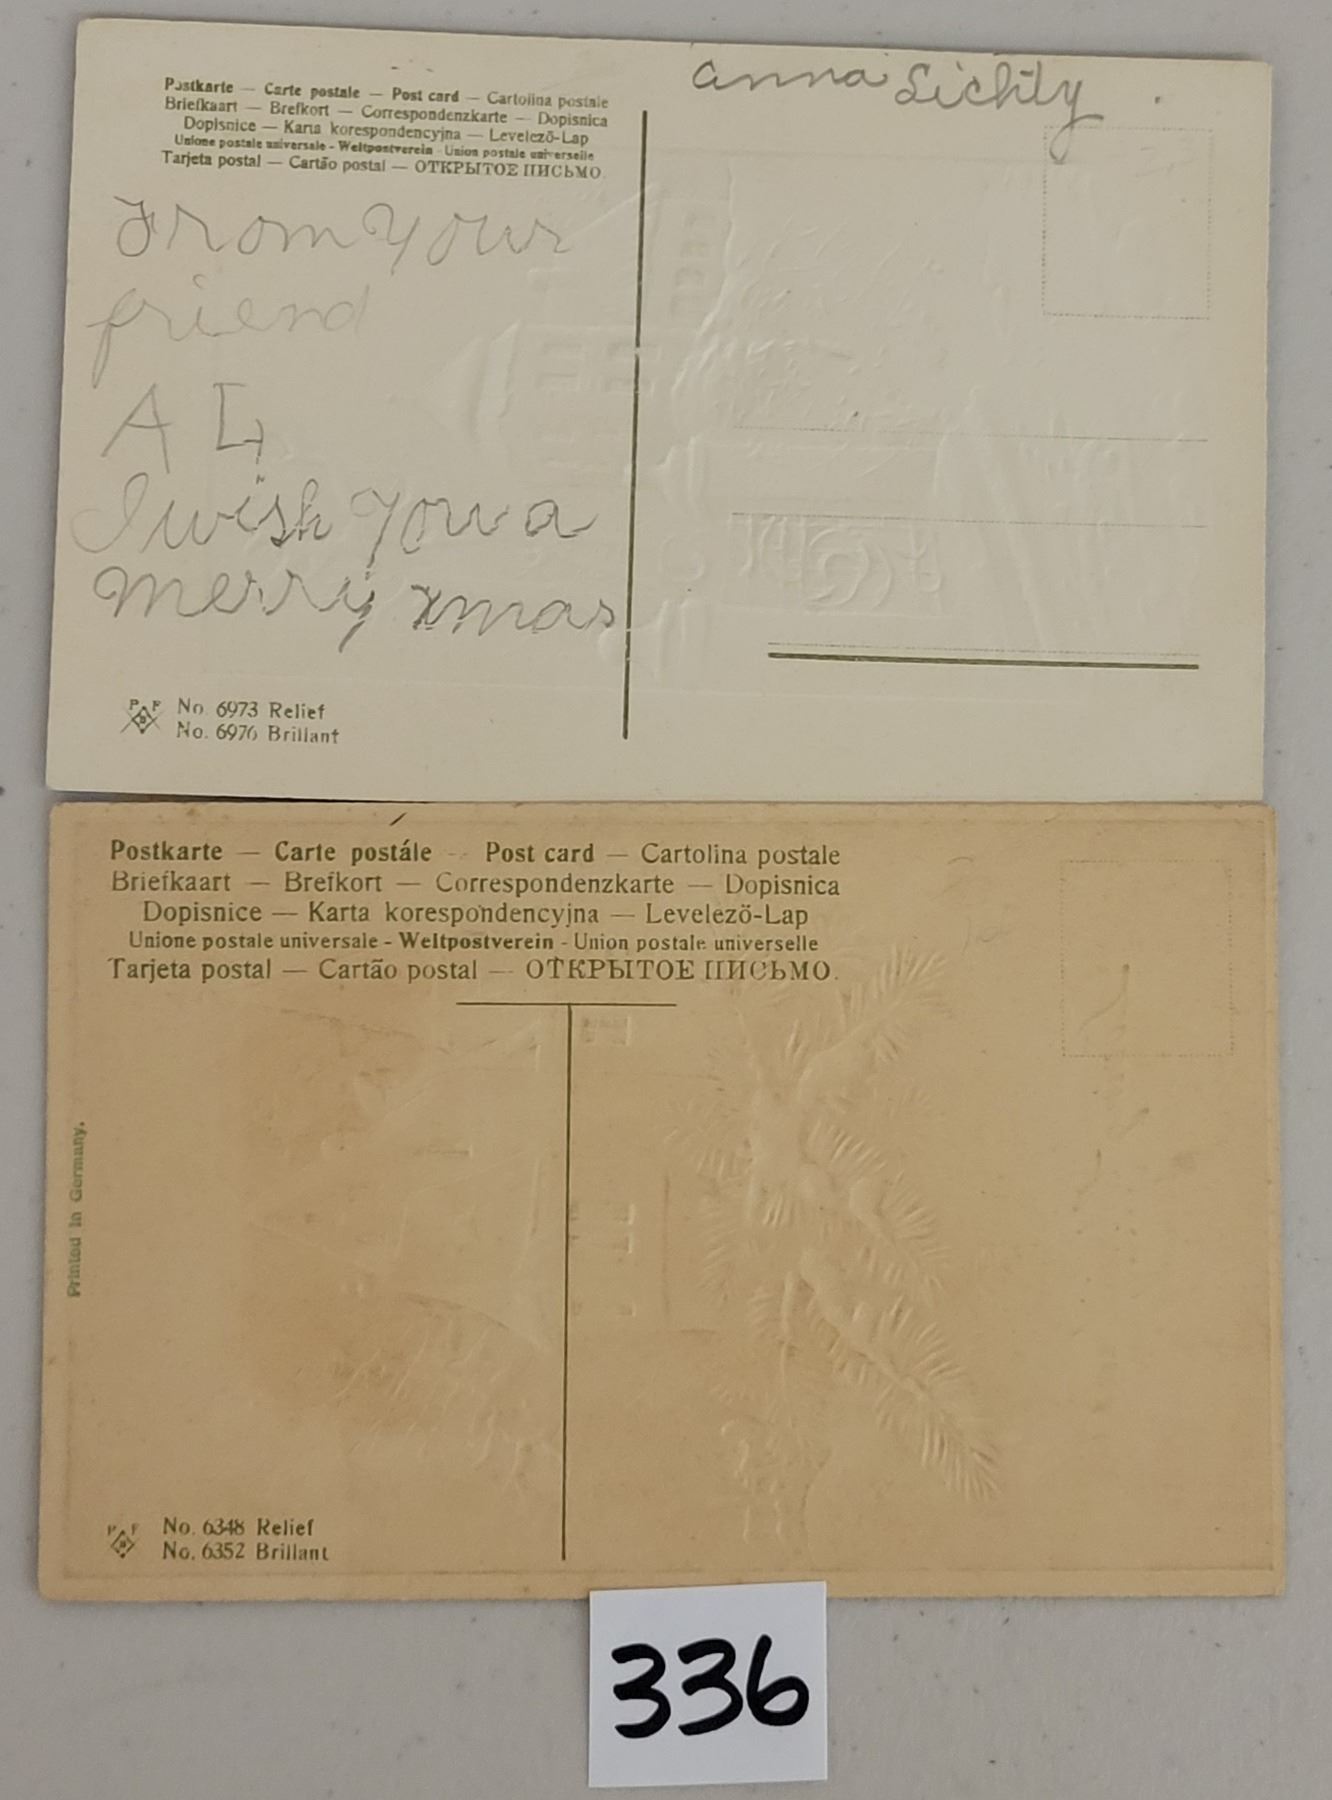 anna Lichty
Postkarte — Carte postale — Post card — Cartolina postale
Briefkaart — Brefkort — Correspondenzkarte — Dopisnica
Dopisnice — Karta korespondencyjna — Levelező-Lap
Unione postale universale - Weltpostverein - Union postale universelle
Tarjeta postal — Cartão postal — ОТКРЫТОЕ ПИСЬМО.
From Your
friend
A L
I wish You a
merry xmas
P F
B
No. 6973 Relief
No. 6976 Brillant
Postkarte — Carte postále — Post card — Cartolina postale
Briefkaart — Brefkort — Correspondenzkarte — Dopisnica
Dopisnice — Karta korespondencyjna — Levelezö-Lap
Unione postale universale - Weltpostverein - Union postale universelle
Tarjeta postal — Cartão postal — ОТКРЫТОЕ ПИСЬМО.
Printed in Germany.
P F
B
No. 6348 Relief
No. 6352 Brillant
336